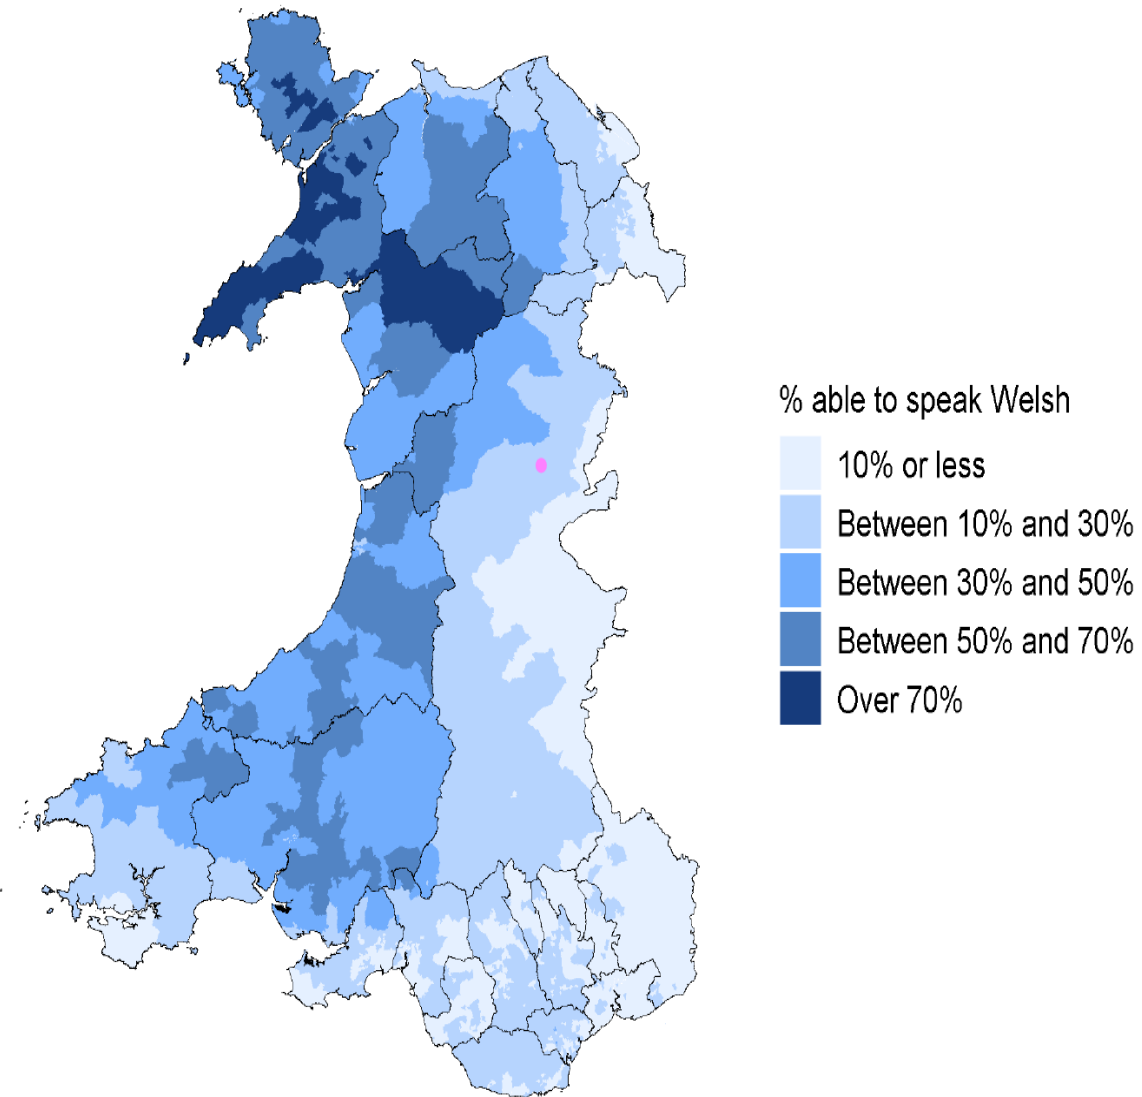 % able to speak Welsh
10% or less
Between 10% and 30%
Between 30% and 50%
Between 50% and 70%
Over 70%